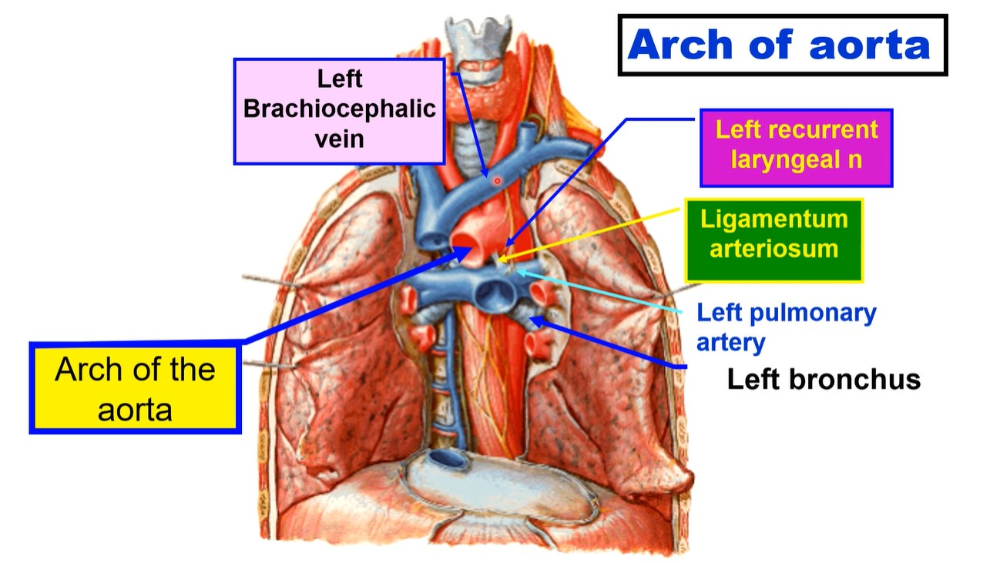 Arch of aorta
Left
Brachiocephalic
vein
Left recurrent
laryngeal n
Ligamentum
arteriosum
Left pulmonary
artery
Left bronchus
Arch of the
aorta